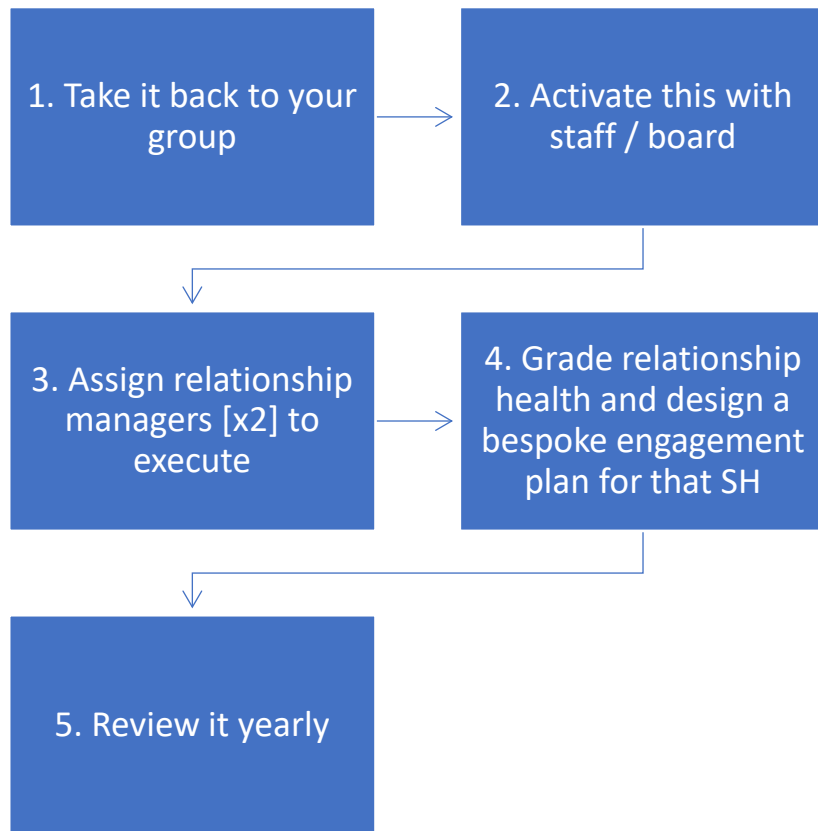 1. Take it back to your
group
2. Activate this with
staff / board
3. Assign relationship
managers [x2] to
execute
4. Grade relationship
health and design a
bespoke engagement
plan for that SH
5. Review it yearly